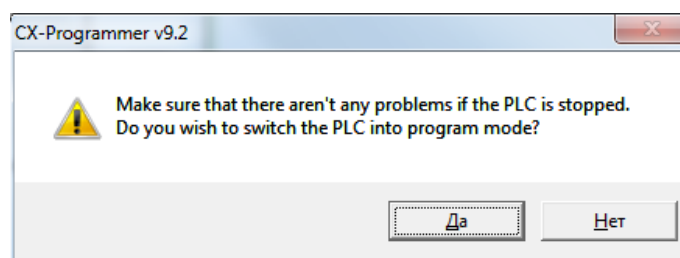 CX-Programmer v9.2
Make sure that there aren't any problems if the PLC is stopped.
Do you wish to switch the PLC into program mode?
Да
Нет